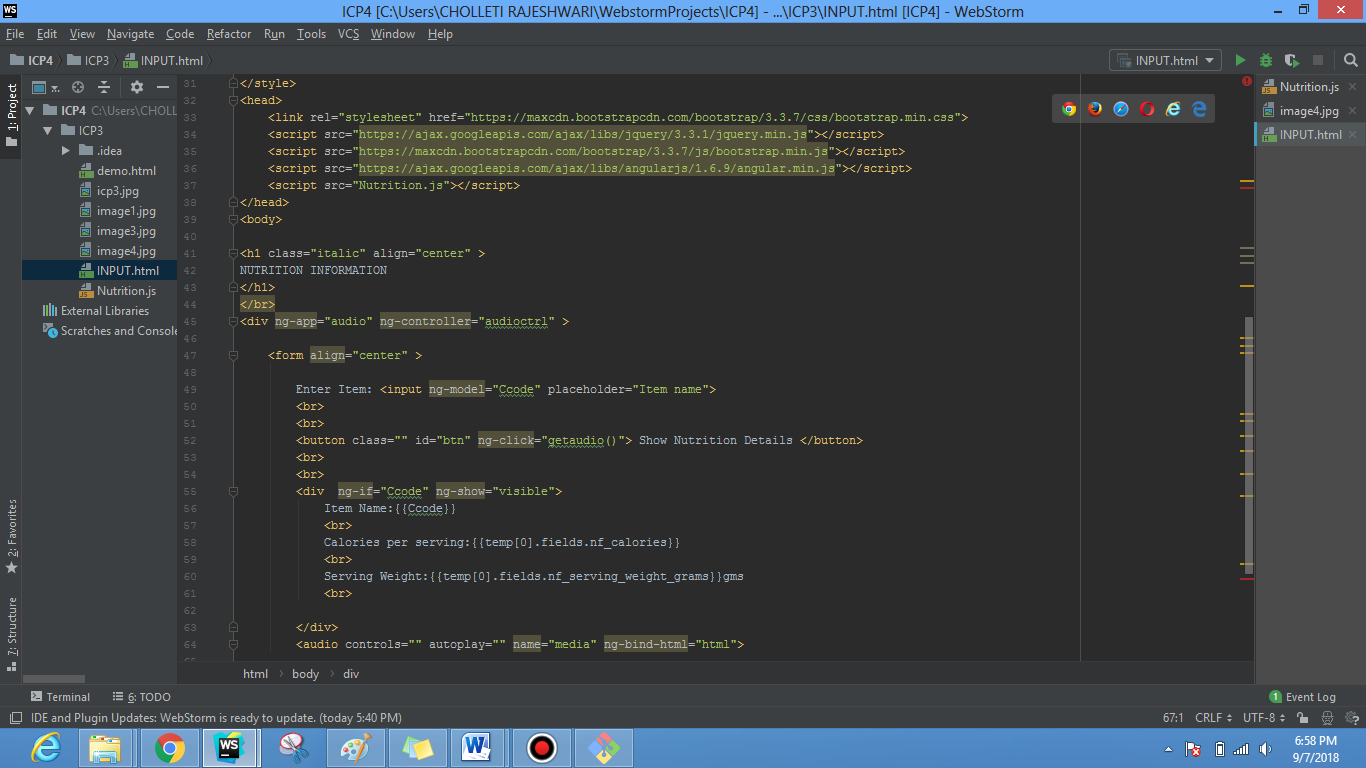 ICP4 [C:\Users\CHOLLETI RAJESHWARI\WebstormProjects\ICP4] - ...\ICP3\INPUT.html [ICP4] - WebStorm
File Edit View Navigate Code Refactor Run Tools VCS Window Help
ICP4 ICP3 INPUT.html
INPUT.html
1: Project
ICP4 C:\Users\CHOLL
ICP3
.idea
demo.html
icp3.jpg
image1.jpg
image3.jpg
image4.jpg
INPUT.html
Nutrition.js
External Libraries
Scratches and Console
2: Favorites
7: Structure
31 </style>
32 <head>
33 <link rel="stylesheet" href="https://maxcdn.bootstrapcdn.com/bootstrap/3.3.7/css/bootstrap.min.css">
34 <script src="https://ajax.googleapis.com/ajax/libs/jquery/3.3.1/jquery.min.js"></script>
35 <script src="https://maxcdn.bootstrapcdn.com/bootstrap/3.3.7/js/bootstrap.min.js"></script>
36 <script src="https://ajax.googleapis.com/ajax/libs/angularjs/1.6.9/angular.min.js"></script>
37 <script src="Nutrition.js"></script>
38 </head>
39 <body>
40
41 <h1 class="italic" align="center" >
42 NUTRITION INFORMATION
43 </h1>
44 </br>
45 <div ng-app="audio" ng-controller="audioctrl" >
46
47 <form align="center" >
48
49 Enter Item: <input ng-model="Ccode" placeholder="Item name">
50 <br>
51 <br>
52 <button class="" id="btn" ng-click="getaudio()"> Show Nutrition Details </button>
53 <br>
54 <br>
55 <div  ng-if="Ccode" ng-show="visible">
56 Item Name:{{Ccode}}
57 <br>
58 Calories per serving:{{temp[0].fields.nf_calories}}
59 <br>
60 Serving Weight:{{temp[0].fields.nf_serving_weight_grams}}gms
61 <br>
62
63 </div>
64 <audio controls="" autoplay="" name="media" ng-bind-html="html">
Nutrition.js
image4.jpg
INPUT.html
html body div
Terminal 6: TODO
1 Event Log
IDE and Plugin Updates: WebStorm is ready to update. (today 5:40 PM)
67:1 CRLF UTF-8
6:58 PM
9/7/2018